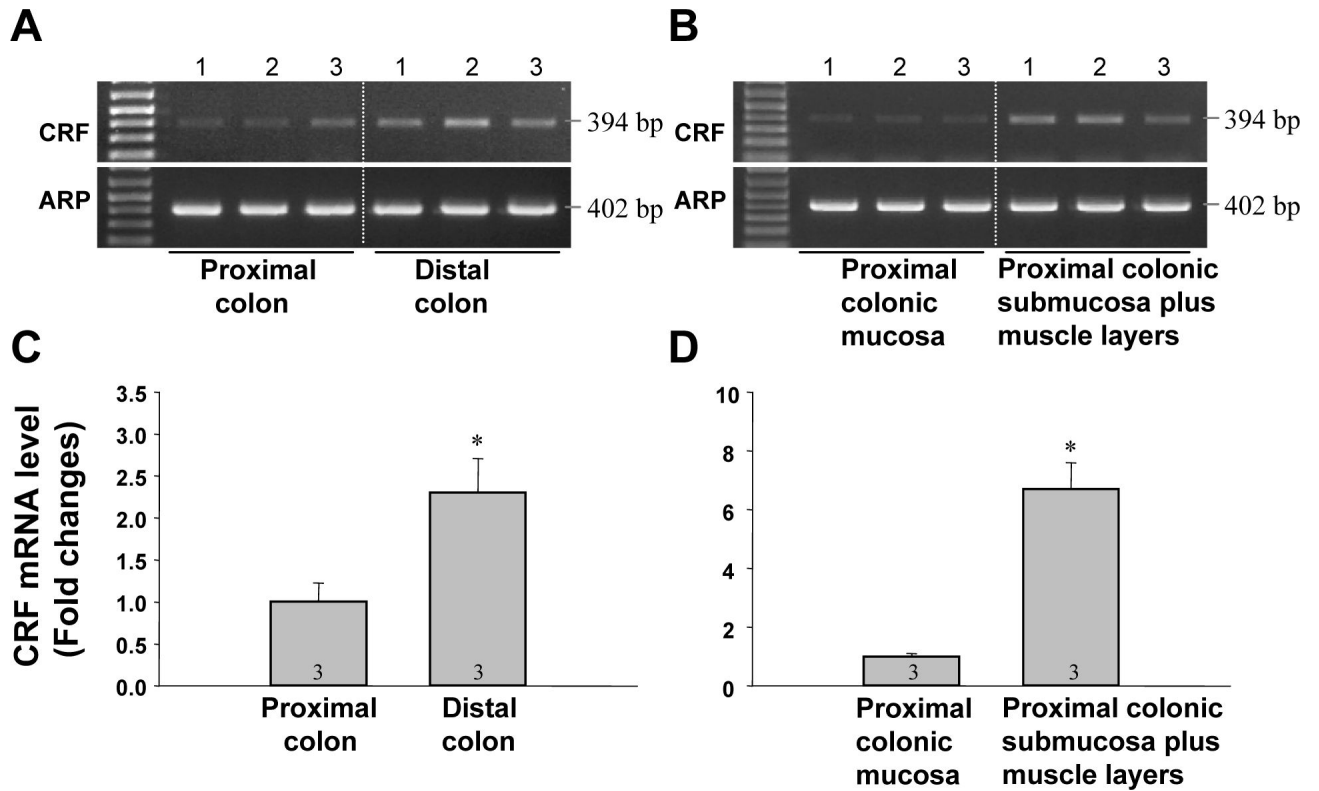 A
1 2 3 1 2 3
CRF
394 bp
ARP
402 bp
Proximal
colon
Distal
colon
B
1 2 3 1 2 3
CRF
394 bp
ARP
402 bp
Proximal
colonic
mucosa
Proximal colonic
submucosa plus
muscle layers
C
CRF mRNA level
(Fold changes)
3.5
3.0
2.5
2.0
1.5
1.0
0.5
0.0
*
3
3
Proximal
colon
Distal
colon
D
10
8
6
4
2
0
*
3
3
Proximal
colonic
mucosa
Proximal colonic
submucosa plus
muscle layers